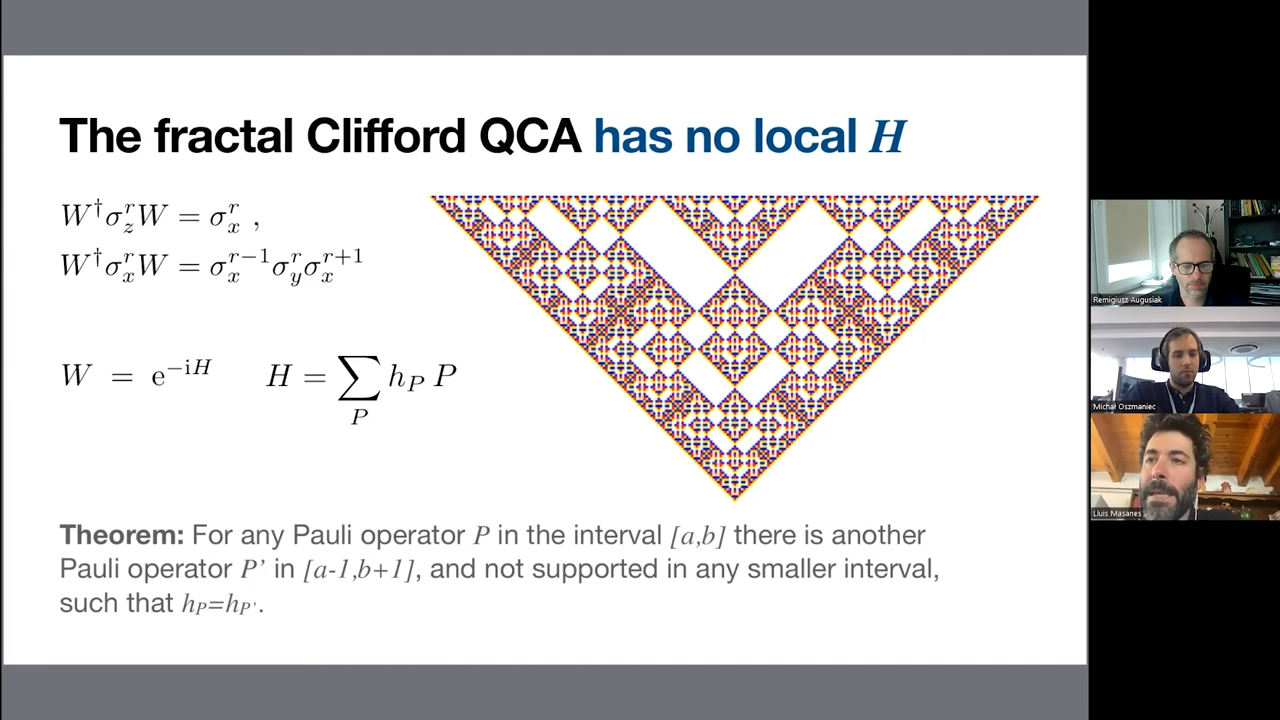 The fractal Clifford QCA has no local H
W†σ_z^r W = σ_x^r ,
W†σ_x^r W = σ_x^{r−1} σ_y^r σ_x^{r+1}
W = e^{−iH} H = ∑_P h_P P
Theorem: For any Pauli operator P in the interval [a,b] there is another
Pauli operator P' in [a-1,b+1], and not supported in any smaller interval,
such that h_P=h_P'.
Remigiusz Augusiak
Michał Oszmaniec
Lluis Masanes